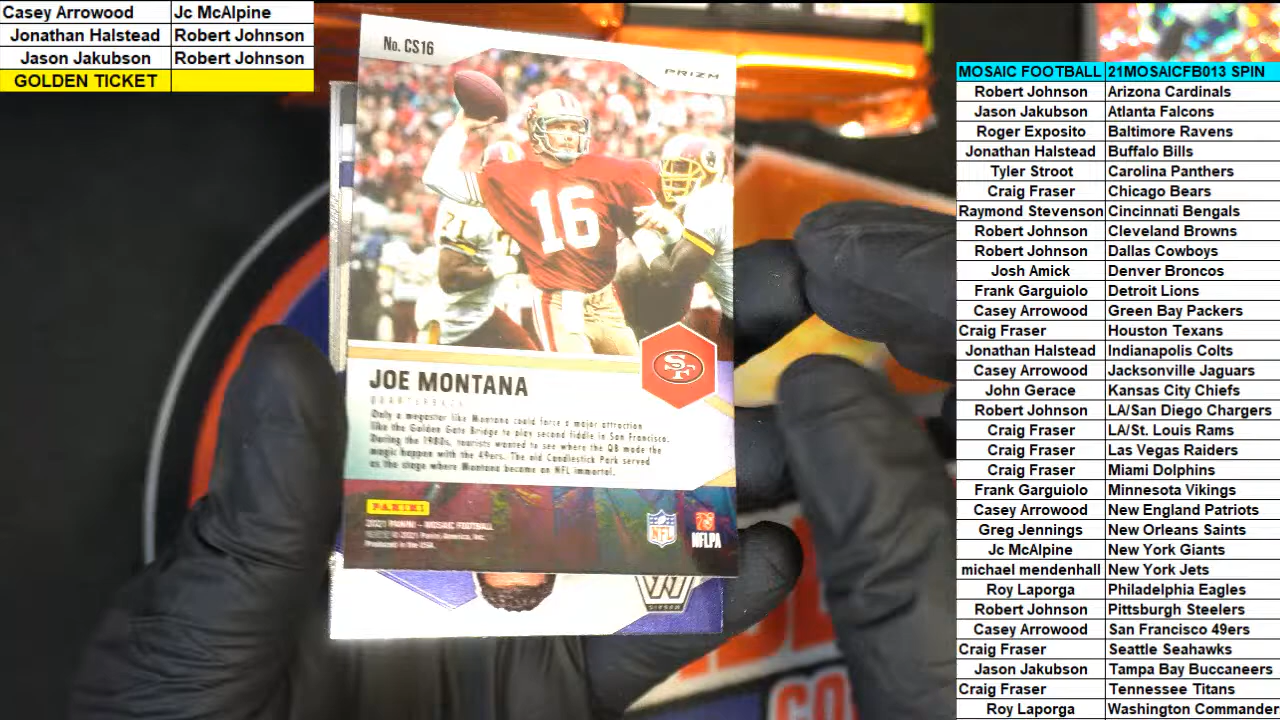 Casey Arrowood Jc McAlpine
Jonathan Halstead Robert Johnson
Jason Jakubson Robert Johnson
GOLDEN TICKET
No. CS16
PRIZM
71
16
SF
JOE MONTANA
QUARTERBACK
Only a megastar like Montana could force a major attraction
like the Golden Gate Bridge to play second fiddle in San Francisco.
During the 1980s, tourists wanted to see where the QB made the
magic happen with the 49ers. The old Candlestick Park served
as the stage where Montana became an NFL immortal.
PANINI
2021 PANINI - MOSAIC FOOTBALL
© 2021 Panini America, Inc.
Produced in the USA.
NFL
NFLPA
MOSAIC FOOTBALL 21MOSAICFB013 SPIN
Robert Johnson Arizona Cardinals
Jason Jakubson Atlanta Falcons
Roger Exposito Baltimore Ravens
Jonathan Halstead Buffalo Bills
Tyler Stroot Carolina Panthers
Craig Fraser Chicago Bears
Raymond Stevenson Cincinnati Bengals
Robert Johnson Cleveland Browns
Robert Johnson Dallas Cowboys
Josh Amick Denver Broncos
Frank Garguiolo Detroit Lions
Casey Arrowood Green Bay Packers
Craig Fraser Houston Texans
Jonathan Halstead Indianapolis Colts
Casey Arrowood Jacksonville Jaguars
John Gerace Kansas City Chiefs
Robert Johnson LA/San Diego Chargers
Craig Fraser LA/St. Louis Rams
Craig Fraser Las Vegas Raiders
Craig Fraser Miami Dolphins
Frank Garguiolo Minnesota Vikings
Casey Arrowood New England Patriots
Greg Jennings New Orleans Saints
Jc McAlpine New York Giants
michael mendenhall New York Jets
Roy Laporga Philadelphia Eagles
Robert Johnson Pittsburgh Steelers
Casey Arrowood San Francisco 49ers
Craig Fraser Seattle Seahawks
Jason Jakubson Tampa Bay Buccaneers
Craig Fraser Tennessee Titans
Roy Laporga Washington Commander